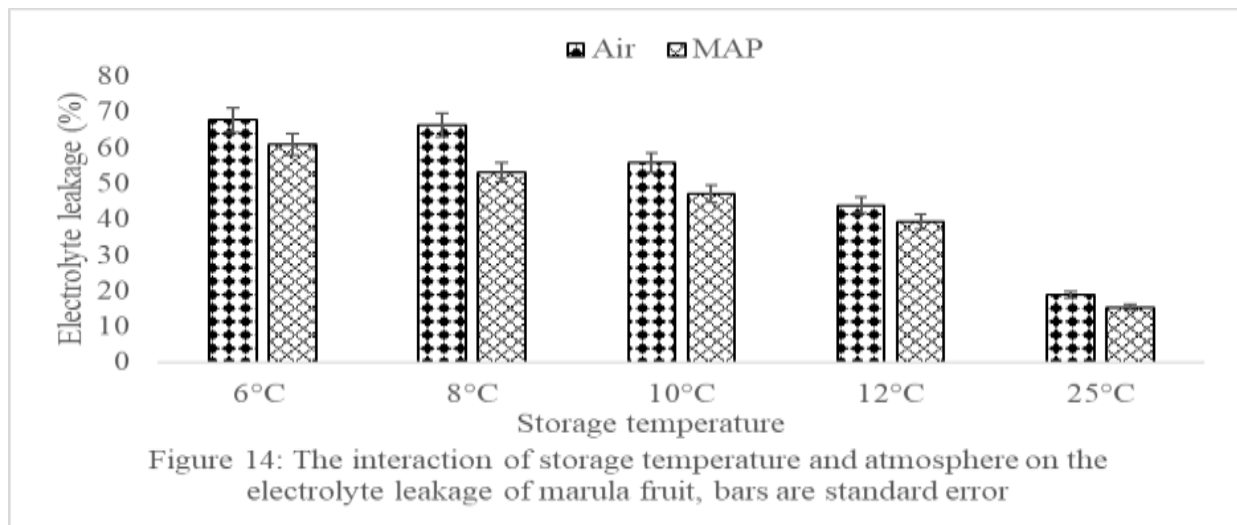 Air MAP
80
70
60
50
40
30
20
10
0
Electrolyte leakage (%)
6°C 8°C 10°C 12°C 25°C
Storage temperature
Figure 14: The interaction of storage temperature and atmosphere on the
electrolyte leakage of marula fruit, bars are standard error